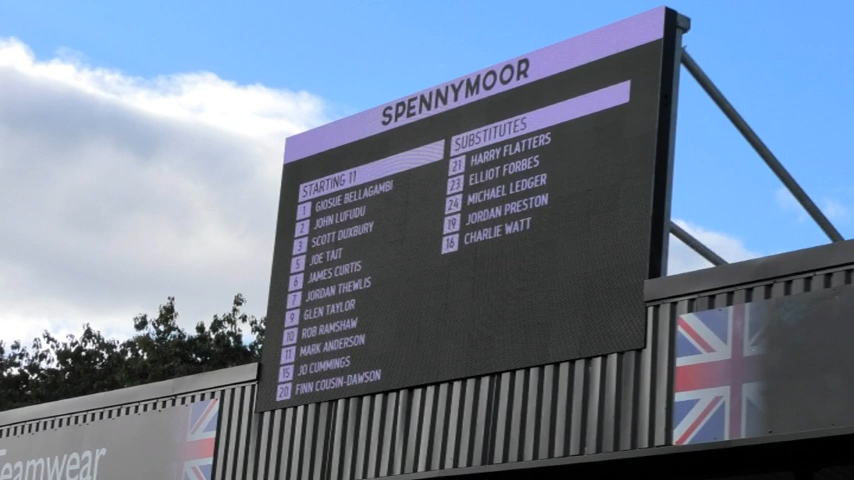 SPENNYMOOR
STARTING 11
1 GIOSUE BELLAGAMBI
2 JOHN LUFUDU
3 SCOTT DUXBURY
5 JOE TAIT
6 JAMES CURTIS
7 JORDAN THEWLIS
9 GLEN TAYLOR
10 ROB RAMSHAW
11 MARK ANDERSON
15 JO CUMMINGS
20 FINN COUSIN-DAWSON
SUBSTITUTES
21 HARRY FLATTERS
23 ELLIOT FORBES
24 MICHAEL LEDGER
19 JORDAN PRESTON
16 CHARLIE WATT
Teamwear